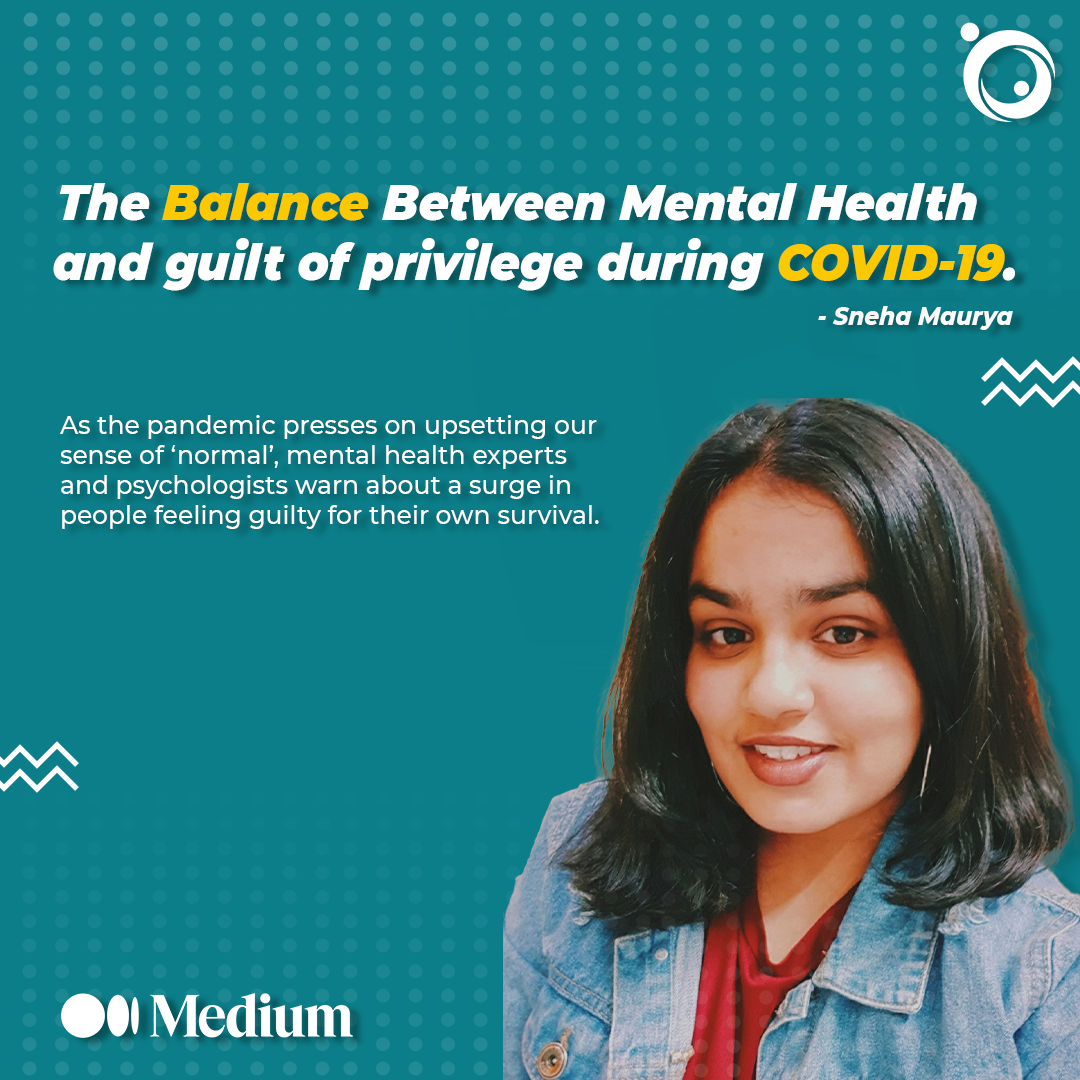 The Balance Between Mental Health
and guilt of privilege during COVID-19.
- Sneha Maurya
As the pandemic presses on upsetting our
sense of ‘normal’, mental health experts
and psychologists warn about a surge in
people feeling guilty for their own survival.
Medium